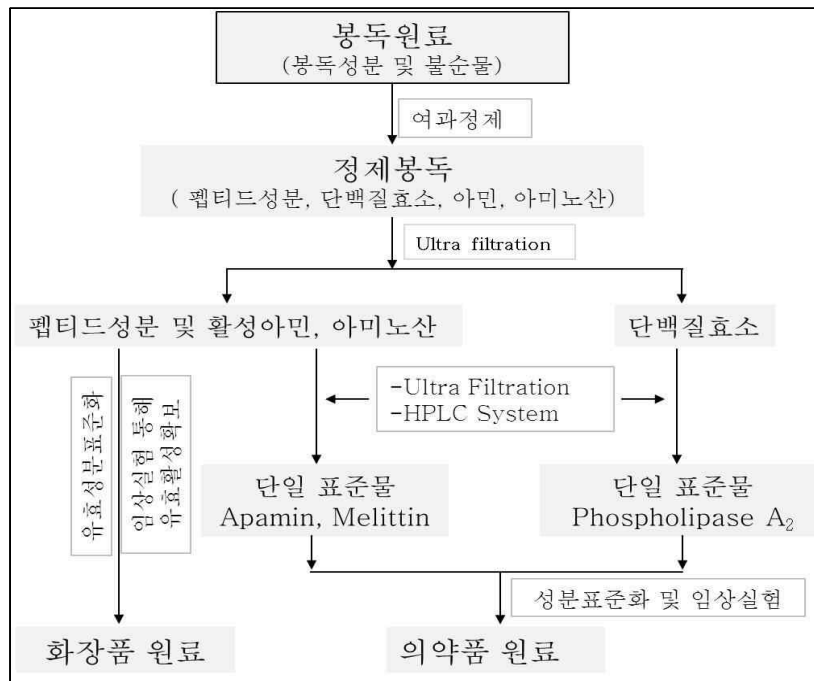 봉독원료
(봉독성분 및 불순물)
여과정제
정제봉독
( 펩티드성분, 단백질효소, 아민, 아미노산)
Ultra filtration
펩티드성분 및 활성아민, 아미노산
단백질효소
유효성분표준화
임상실험 통해
유효활성확보
-Ultra Filtration
-HPLC System
단일 표준물
Apamin, Melittin
단일 표준물
Phospholipase A₂
성분표준화 및 임상실험
화장품 원료
의약품 원료